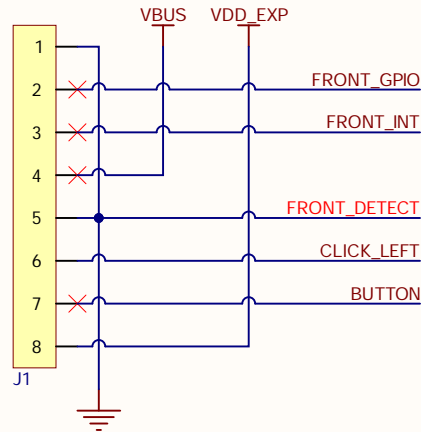 VBUS VDD_EXP
1
2 FRONT_GPIO
3 FRONT_INT
4
5 FRONT_DETECT
6 CLICK_LEFT
7 BUTTON
8
J1